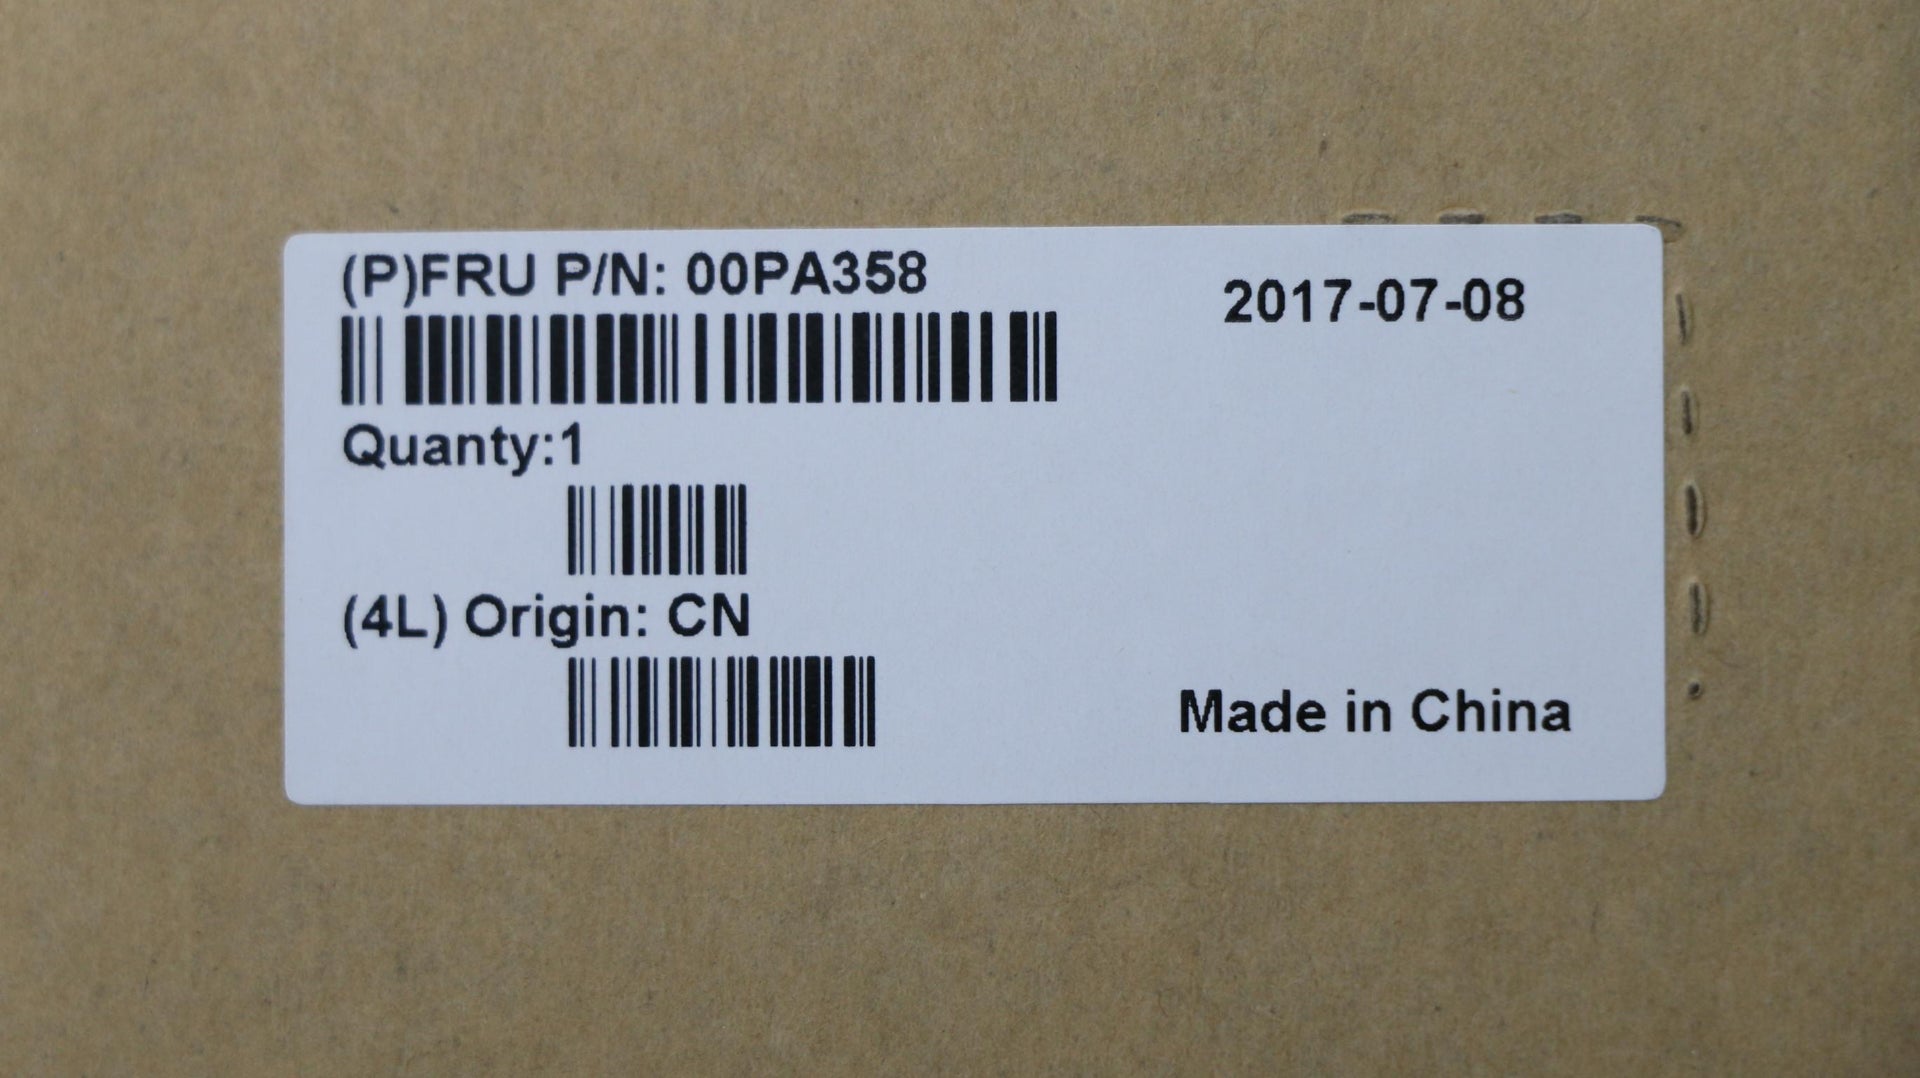 (P)FRU P/N: 00PA358
2017-07-08
Quanty:1
(4L) Origin: CN
Made in China